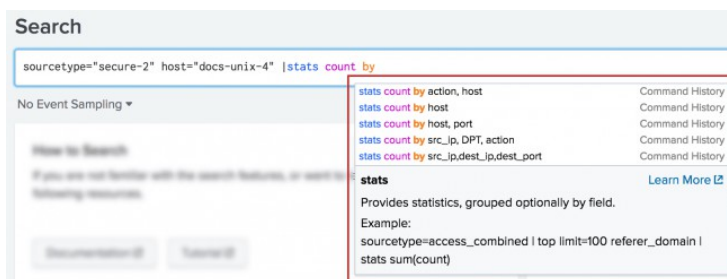 Search
sourcetype="secure-2" host="docs-unix-4" |stats count by
No Event Sampling
stats count by action, host Command History
stats count by host Command History
stats count by host, port Command History
stats count by src_ip, DPT, action Command History
stats count by src_ip,dest_ip,dest_port Command History
How to Search
If you are not familiar with the search features, or want to
following resources.
stats Learn More
Provides statistics, grouped optionally by field.
Example:
sourcetype=access_combined | top limit=100 referer_domain |
stats sum(count)
Documentation
Tutorial